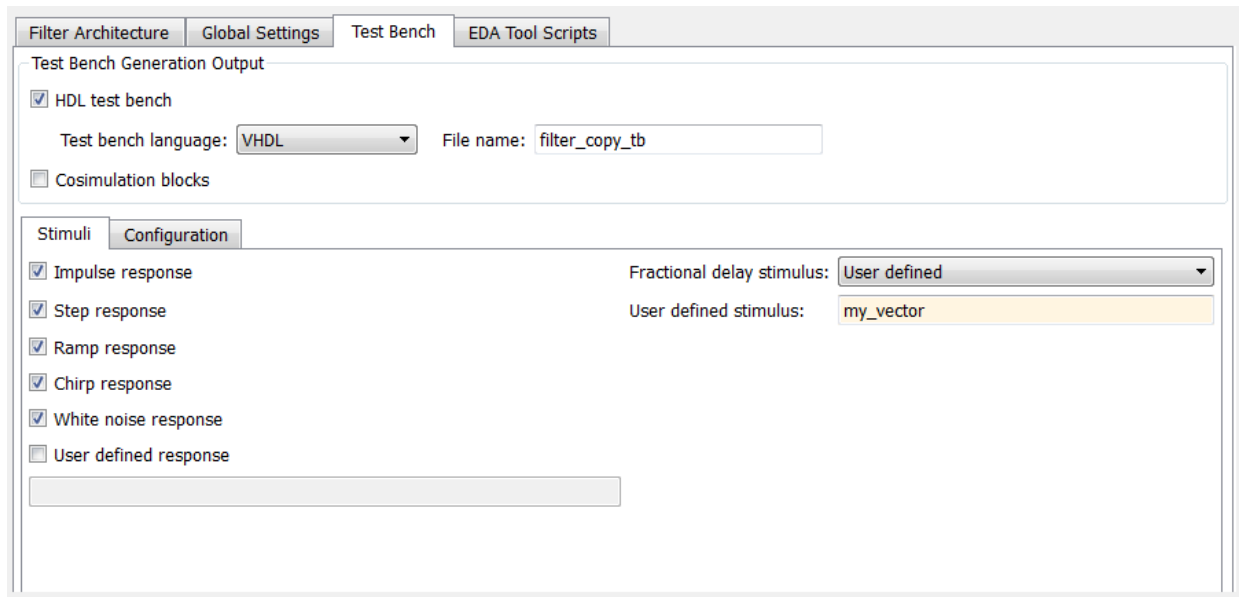 Filter Architecture Global Settings Test Bench EDA Tool Scripts
Test Bench Generation Output
HDL test bench
Test bench language: VHDL File name: filter_copy_tb
Cosimulation blocks
Stimuli Configuration
Impulse response Fractional delay stimulus: User defined
Step response User defined stimulus: my_vector
Ramp response
Chirp response
White noise response
User defined response